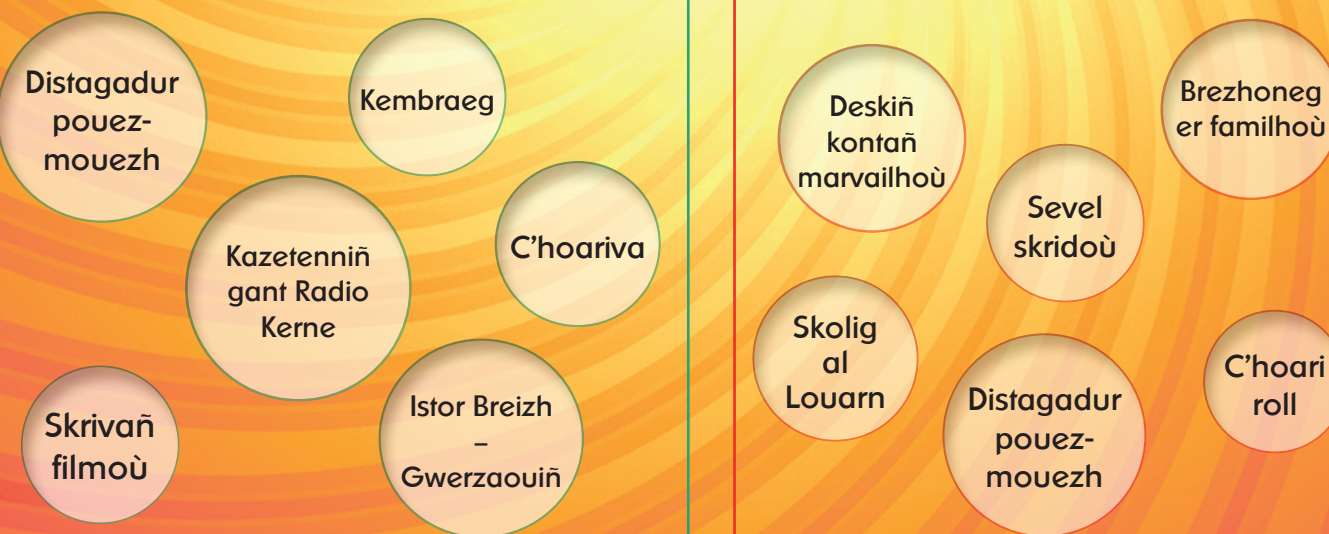 Distagadur
pouez-
mouezh
Kembraeg
C'hoariva
Kazetenniñ
gant Radio
Kerne
Skrivañ
filmoù
Istor Breizh
–
Gwerzaouiñ
Deskiñ
kontañ
marvailhoù
Brezhoneg
er familhoù
Sevel
skridoù
Skolig
al
Louarn
Distagadur
pouez-
mouezh
C'hoari
roll